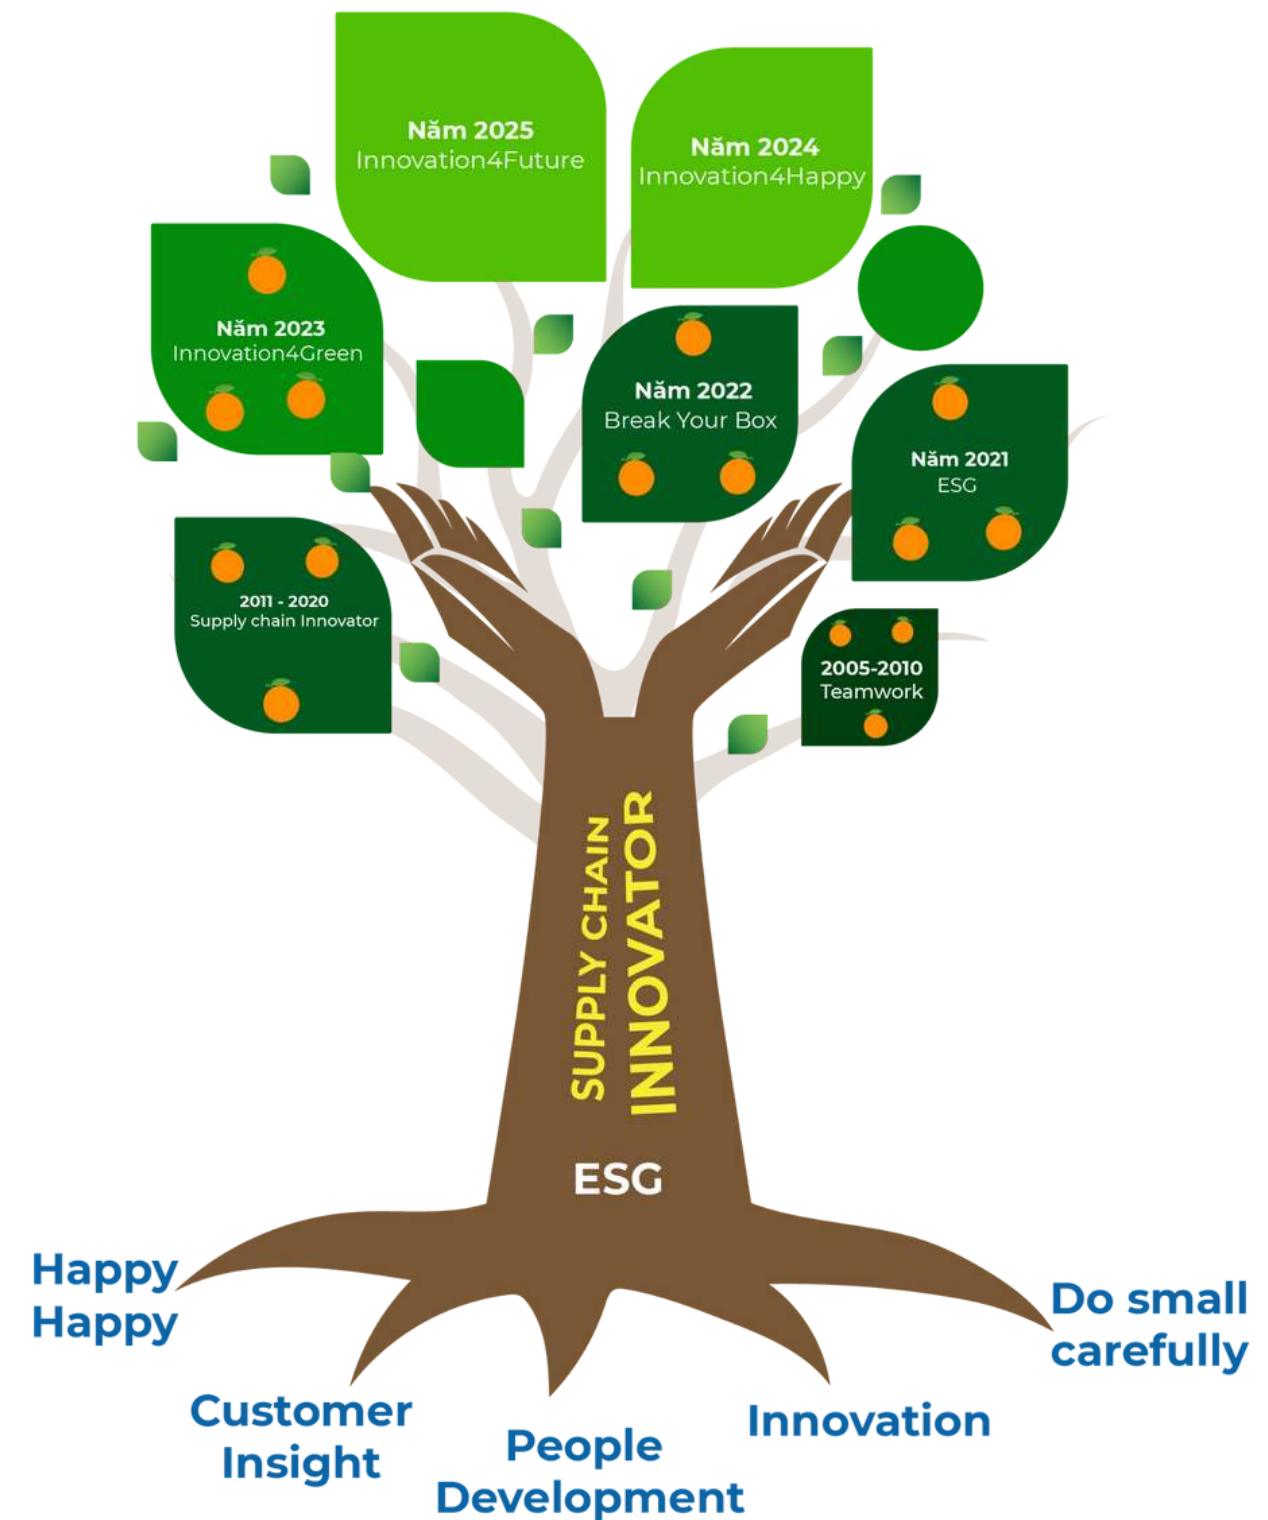 Năm 2025
Innovation4Future
Năm 2024
Innovation4Happy
Năm 2023
Innovation4Green
Năm 2022
Break Your Box
Năm 2021
ESG
2011 - 2020
Supply chain Innovator
2005-2010
Teamwork
SUPPLY CHAIN
INNOVATOR
ESG
Happy
Happy
Customer
Insight
People
Development
Innovation
Do small
carefully